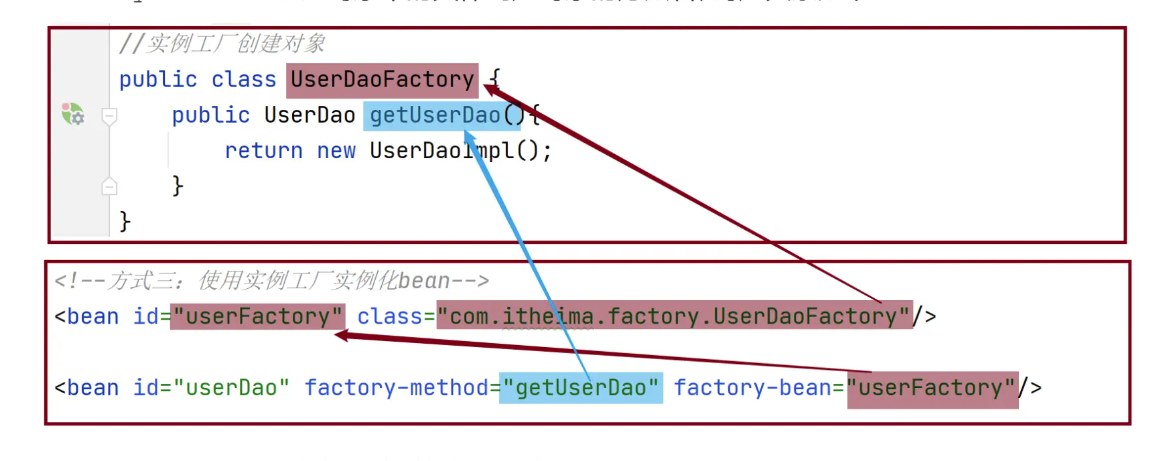 //实例工厂创建对象
public class UserDaoFactory {
public UserDao getUserDao(){
return new UserDaoImpl();
}
}
<!--方式三：使用实例工厂实例化bean-->
<bean id="userFactory" class="com.itheima.factory.UserDaoFactory"/>
<bean id="userDao" factory-method="getUserDao" factory-bean="userFactory"/>